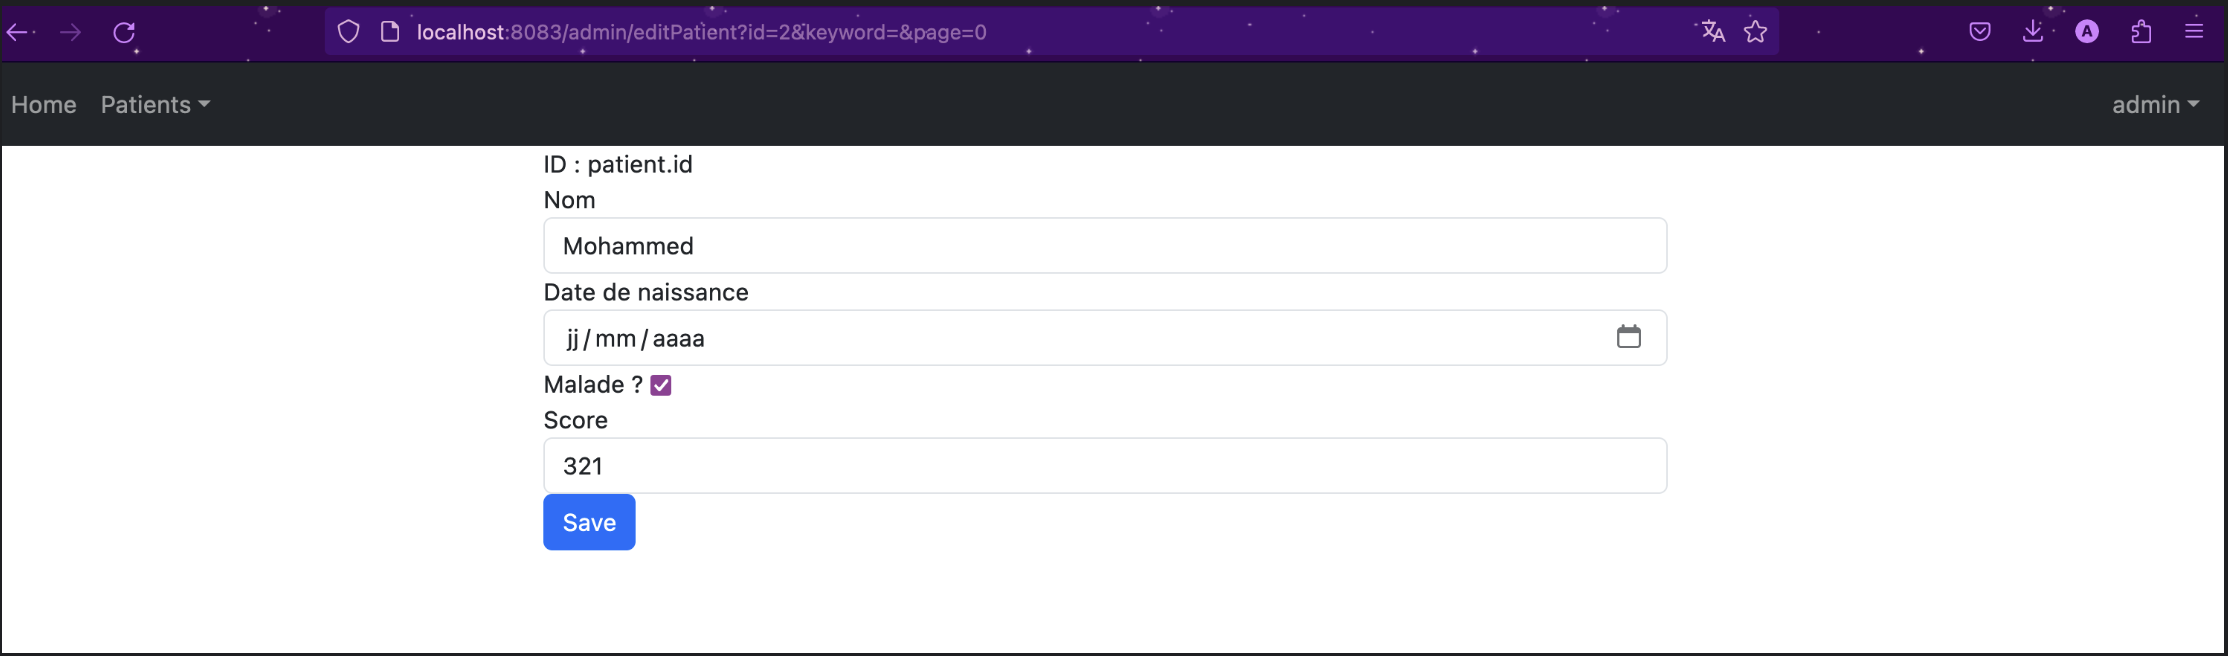 localhost:8083/admin/editPatient?id=2&keyword=&page=0
A
Home Patients admin
ID : patient.id
Nom
Mohammed
Date de naissance
jj/mm/aaaa
Malade ?
Score
321
Save